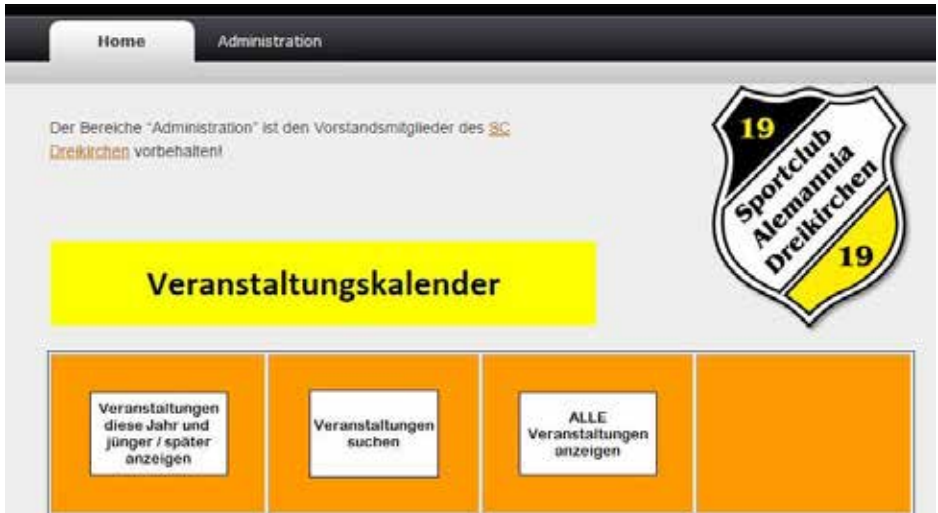 Home
Administration
Der Bereiche "Administration" ist den Vorstandsmitglieder des SC
Dreikirchen vorbehalten!
19
Sportclub
Alemannia
Dreikirchen
19
Veranstaltungskalender
Veranstaltungen
diese Jahr und
jünger / später
anzeigen
Veranstaltungen
suchen
ALLE
Veranstaltungen
anzeigen